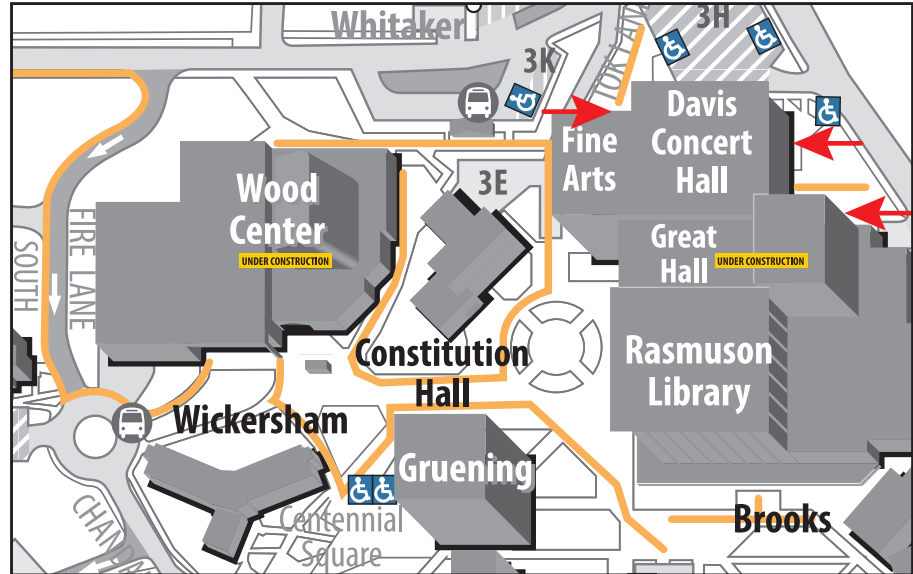 Whitaker
3H
3K
Davis
Concert
Hall
Fine
Arts
Wood
Center
UNDER CONSTRUCTION
3E
Great
Hall
UNDER CONSTRUCTION
FIRE LANE
SOUTH
Constitution
Hall
Rasmuson
Library
Wickersham
Gruening
Centennial
Square
Brooks